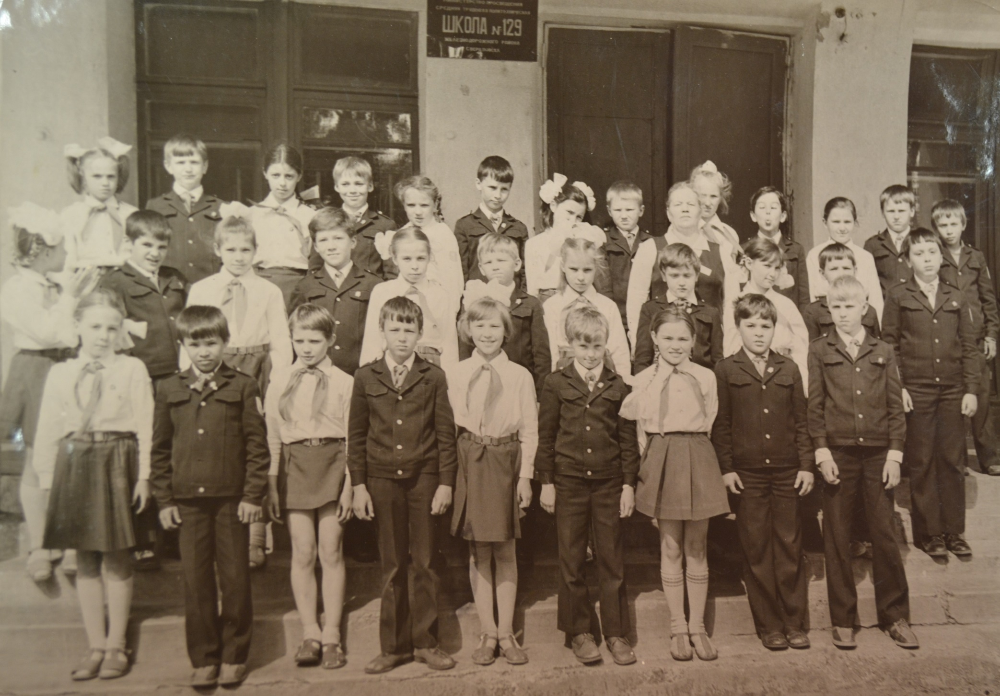 МИНИСТЕРСТВО ПРОСВЕЩЕНИЯ
СРЕДНЯЯ ТРУДОВАЯ ПОЛИТЕХНИЧЕСКАЯ
ШКОЛА №129
ЖЕЛЕЗНОДОРОЖНОГО РАЙОНА
СВЕРДЛОВСКА